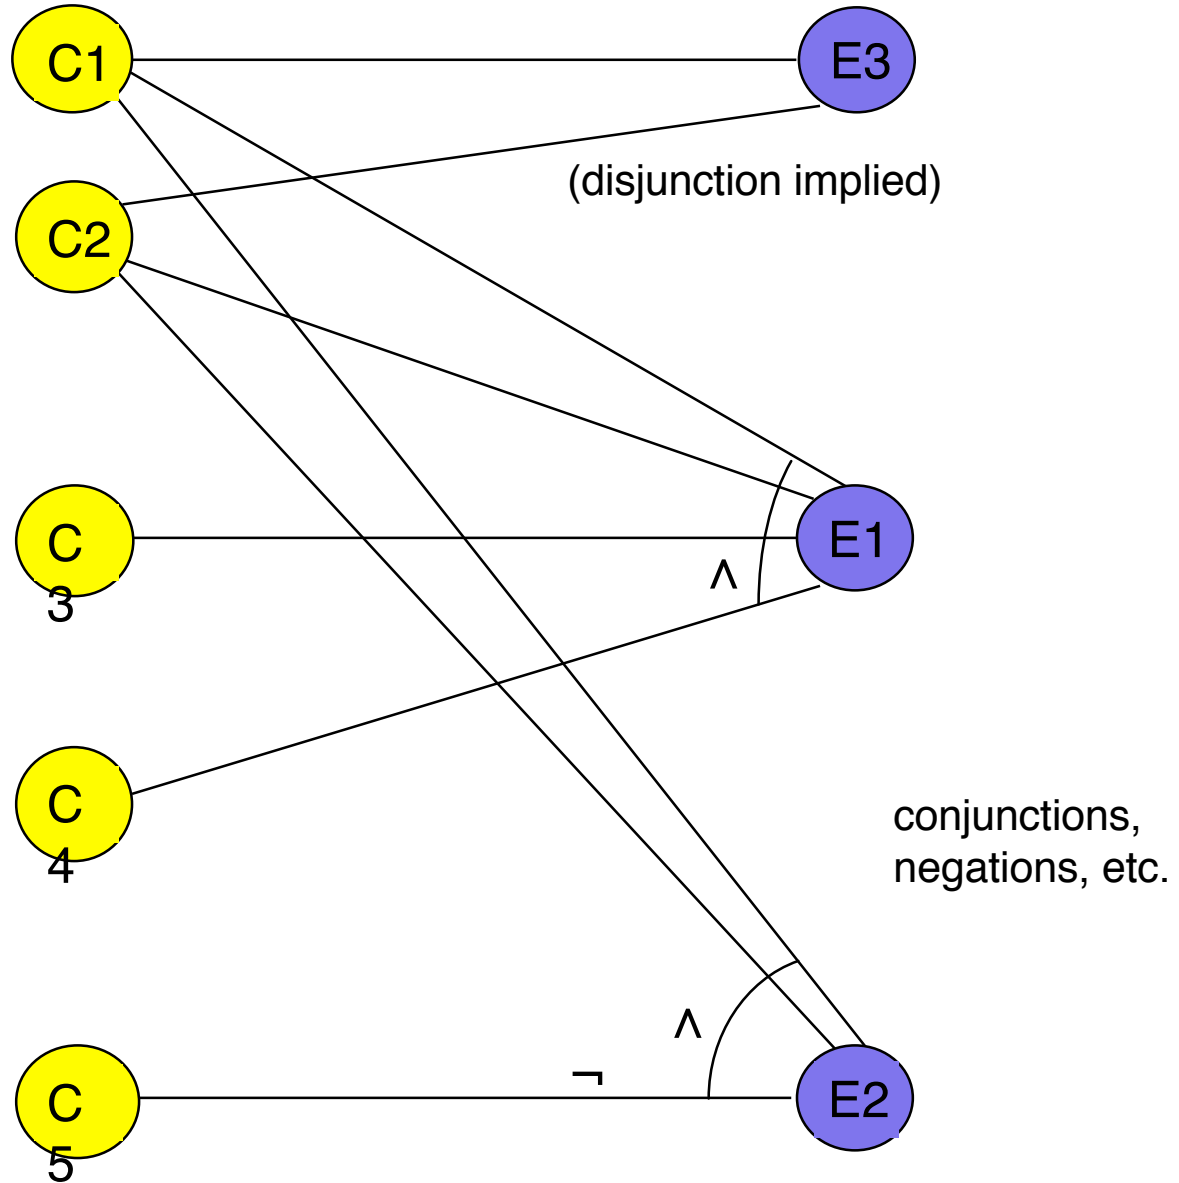 C1
E3
(disjunction implied)
C2
C
3
E1
∧
C
4
conjunctions,
negations, etc.
∧
¬
C
5
E2